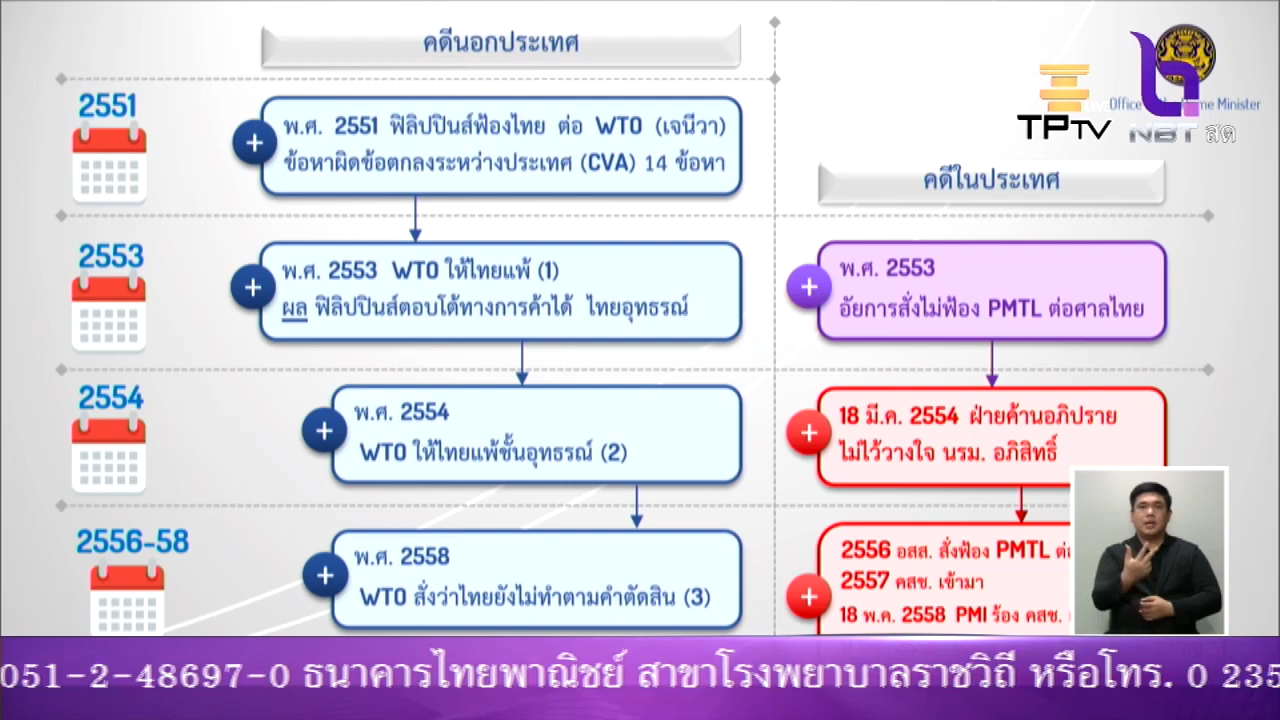 คดีนอกประเทศ
TPTV
NBT สด
คดีในประเทศ
2551
พ.ศ. 2551 ฟิลิปปินส์ฟ้องไทย ต่อ WTO (เจนีวา)
ข้อหาผิดข้อตกลงระหว่างประเทศ (CVA) 14 ข้อหา
2553
พ.ศ. 2553 WTO ให้ไทยแพ้ (1)
ผล ฟิลิปปินส์ตอบโต้ทางการค้าได้ ไทยอุทธรณ์
พ.ศ. 2553
อัยการสั่งไม่ฟ้อง PMTL ต่อศาลไทย
2554
พ.ศ. 2554
WTO ให้ไทยแพ้ชั้นอุทธรณ์ (2)
18 มี.ค. 2554 ฝ่ายค้านอภิปราย
ไม่ไว้วางใจ นรม. อภิสิทธิ์
2556-58
พ.ศ. 2558
WTO สั่งว่าไทยยังไม่ทำตามคำตัดสิน (3)
2556 อสส. สั่งฟ้อง PMTL
2557 คสช. เข้ามา
18 พ.ค. 2558 PMI ร้อง คสช.
051-2-48697-0 ธนาคารไทยพาณิชย์ สาขาโรงพยาบาลราชวิถี หรือโทร. 0 235